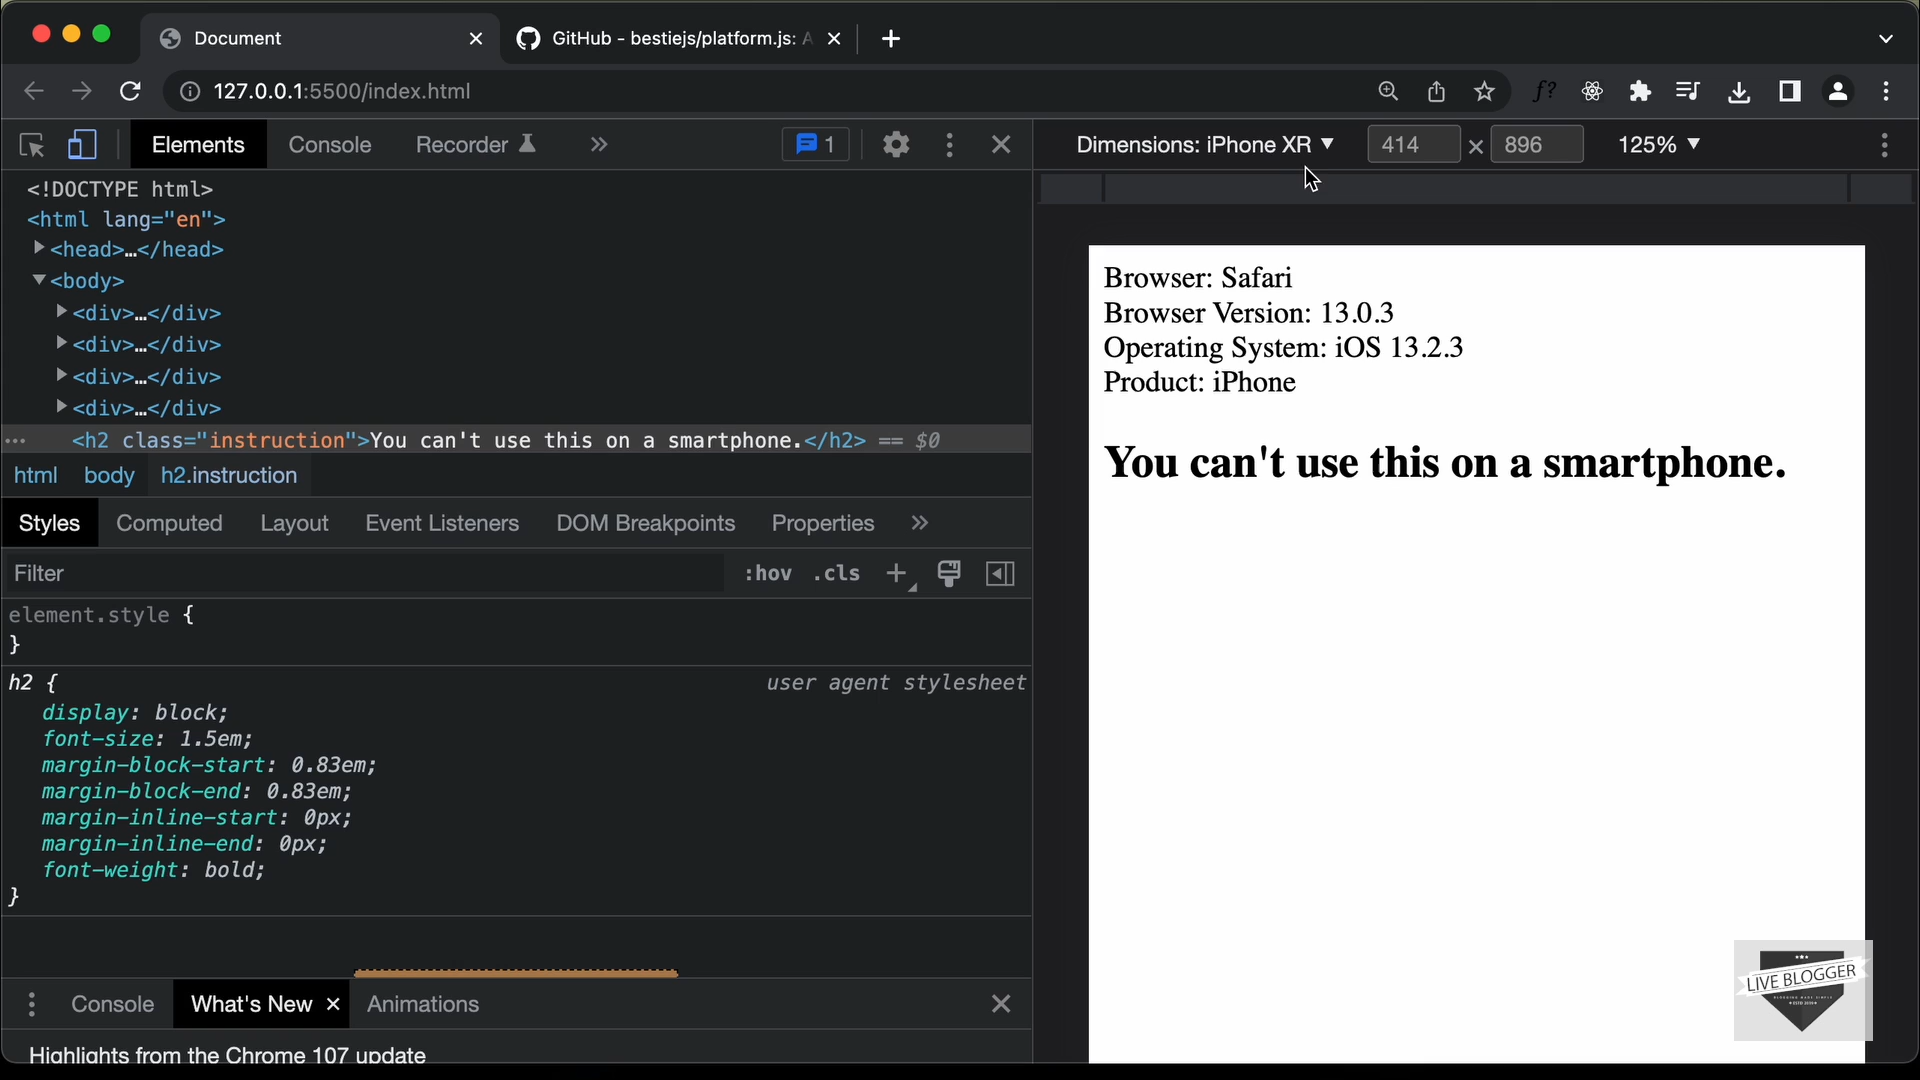 Document
GitHub - bestiejs/platform.js: A
127.0.0.1:5500/index.html
f?
Elements
Console
Recorder
1
Dimensions: iPhone XR
414 × 896
125%
<!DOCTYPE html>
<html lang="en">
<head>…</head>
<body>
<div>…</div>
<div>…</div>
<div>…</div>
<div>…</div>
<h2 class="instruction">You can't use this on a smartphone.</h2> == $0
html
body
h2.instruction
Styles
Computed
Layout
Event Listeners
DOM Breakpoints
Properties
Filter
:hov
.cls
element.style {
}
h2 {
user agent stylesheet
display: block;
font-size: 1.5em;
margin-block-start: 0.83em;
margin-block-end: 0.83em;
margin-inline-start: 0px;
margin-inline-end: 0px;
font-weight: bold;
}
Console
What's New
Animations
Highlights from the Chrome 107 update
Browser: Safari
Browser Version: 13.0.3
Operating System: iOS 13.2.3
Product: iPhone
You can't use this on a smartphone.
LIVE BLOGGER